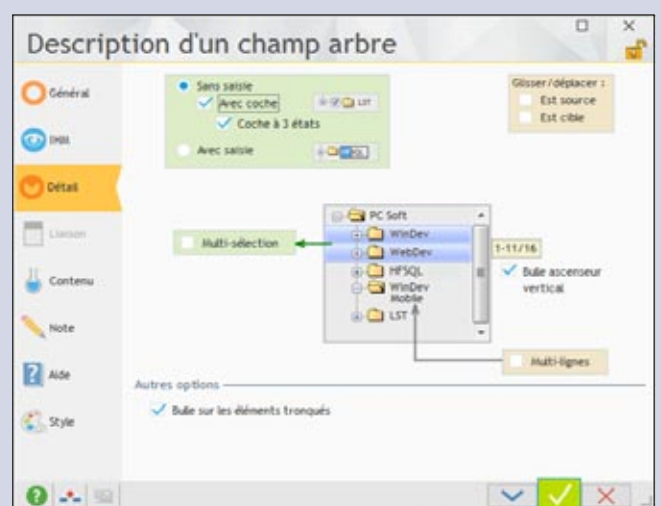 Description d'un champ arbre
Général
IHM
Détail
Liaison
Contenu
Note
Aide
Style
Sans saisie
Avec coche
LST
Coche à 3 états
Avec saisie
Glisser/déplacer :
Est source
Est cible
Multi-sélection
PC Soft
WinDev
WebDev
HFSQL
WinDev
Mobile
LST
1-11/16
Bulle ascenseur
vertical
Multi-lignes
Autres options
Bulle sur les éléments tronqués